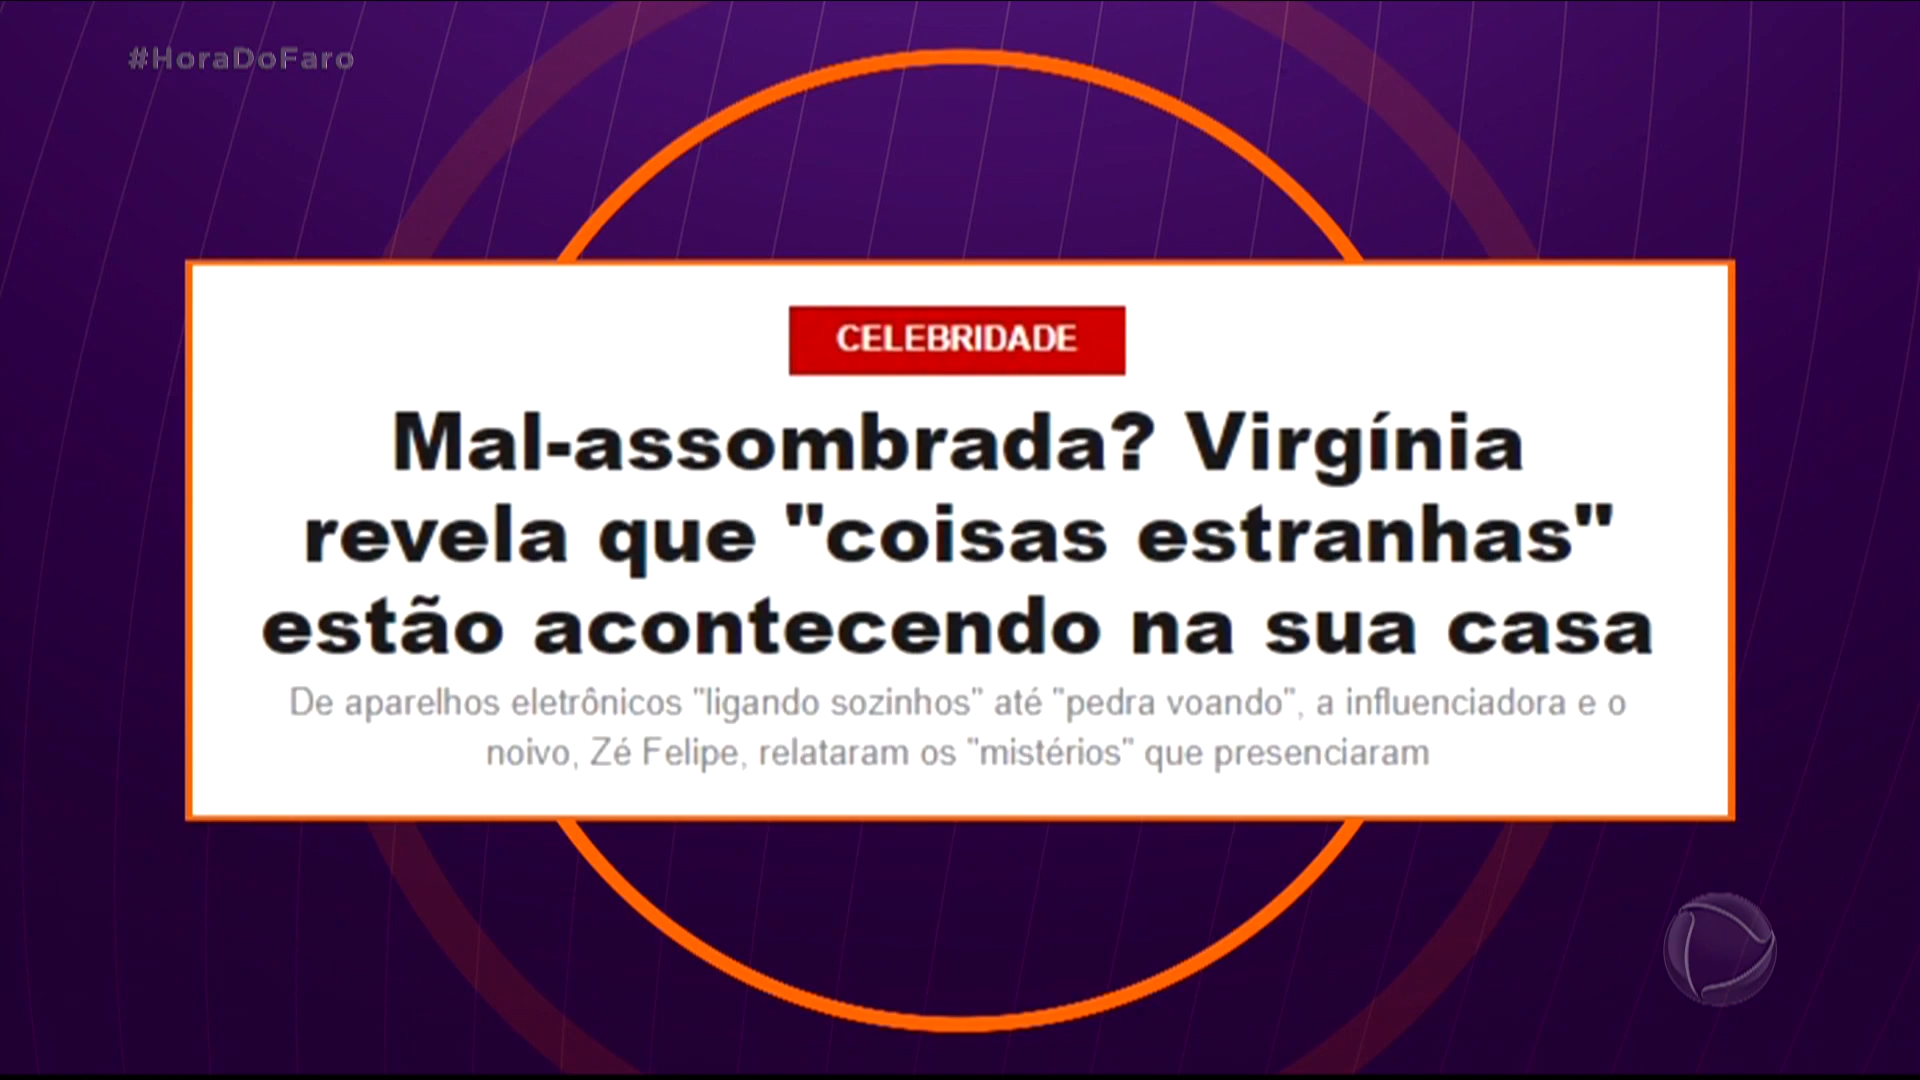 #HoraDoFaro
CELEBRIDADE
Mal-assombrada? Virgínia
revela que "coisas estranhas"
estão acontecendo na sua casa
De aparelhos eletrônicos "ligando sozinhos" até "pedra voando", a influenciadora e o
noivo, Zé Felipe, relataram os "mistérios" que presenciaram